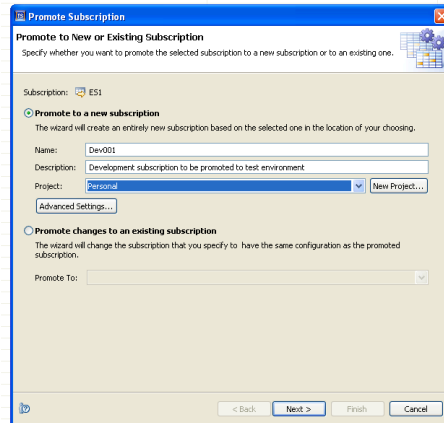 Promote Subscription
Promote to New or Existing Subscription
Specify whether you want to promote the selected subscription to a new subscription or to an existing one.
Subscription: ES1
Promote to a new subscription
The wizard will create an entirely new subscription based on the selected one in the location of your choosing.
Name: Dev001
Description: Development subscription to be promoted to test environment
Project: Personal New Project...
Advanced Settings...
Promote changes to an existing subscription
The wizard will change the subscription that you specify to have the same configuration as the promoted
subscription.
Promote To:
< Back Next > Finish Cancel